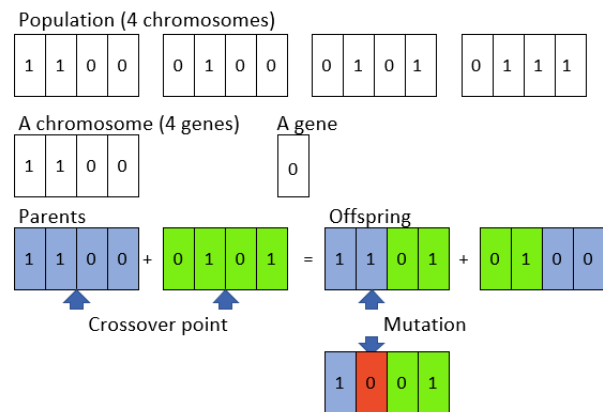 Population (4 chromosomes)
1 1 0 0 0 1 0 0 0 1 0 1 0 1 1 1
A chromosome (4 genes) A gene
1 1 0 0 0
Parents Offspring
1 1 0 0 + 0 1 0 1 = 1 1 0 1 + 0 1 0 0
Crossover point Mutation
1 0 0 1